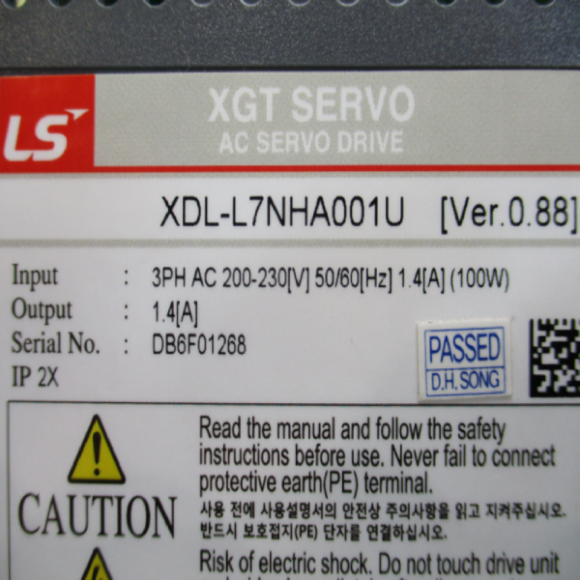 LS
XGT SERVO
AC SERVO DRIVE
XDL-L7NHA001U [Ver.0.88]
Input : 3PH AC 200-230[V] 50/60[Hz] 1.4[A] (100W)
Output : 1.4[A]
Serial No. : DB6F01268
IP 2X
PASSED
D.H. SONG
CAUTION
Read the manual and follow the safety
instructions before use. Never fail to connect
protective earth(PE) terminal.
사용 전에 사용설명서의 안전상 주의사항을 읽고 지켜주십시오.
반드시 보호접지(PE) 단자를 연결하십시오.
Risk of electric shock. Do not touch drive unit